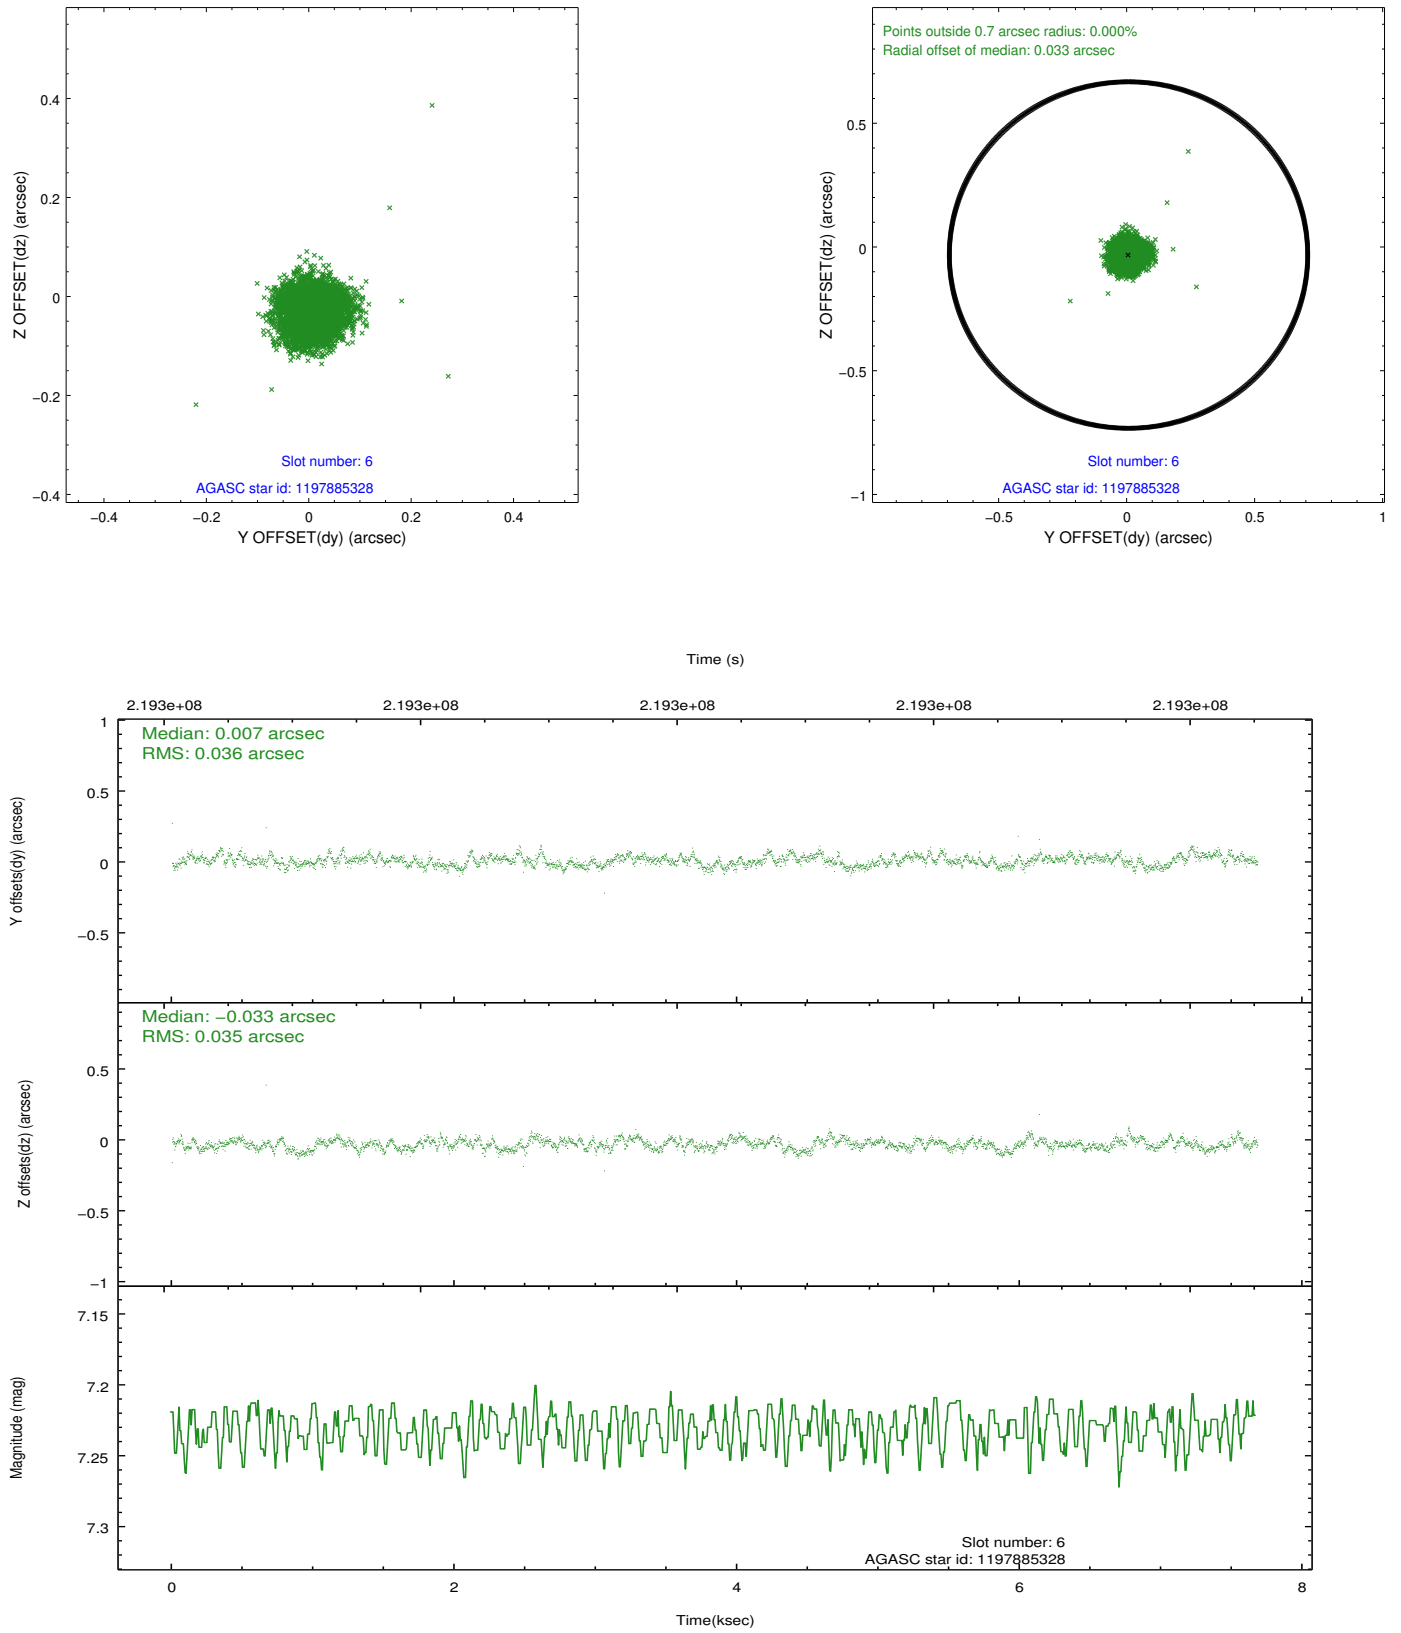 0.4
0.2
0
−0.2
−0.4
Z OFFSET(dz) (arcsec)
Slot number: 6
AGASC star id: 1197885328
−0.4 −0.2 0 0.2 0.4
Y OFFSET(dy) (arcsec)
Points outside 0.7 arcsec radius: 0.000%
Radial offset of median: 0.033 arcsec
0.5
0
−0.5
−1
Z OFFSET(dz) (arcsec)
Slot number: 6
AGASC star id: 1197885328
−0.5 0 0.5 1
Y OFFSET(dy) (arcsec)
Time (s)
2.193e+08 2.193e+08 2.193e+08 2.193e+08 2.193e+08
Median: 0.007 arcsec
RMS: 0.036 arcsec
1
0.5
0
−0.5
Y offsets(dy) (arcsec)
Median: −0.033 arcsec
RMS: 0.035 arcsec
0.5
0
−0.5
−1
Z offsets(dz) (arcsec)
7.15
7.2
7.25
7.3
Magnitude (mag)
Slot number: 6
AGASC star id: 1197885328
0 2 4 6 8
Time(ksec)